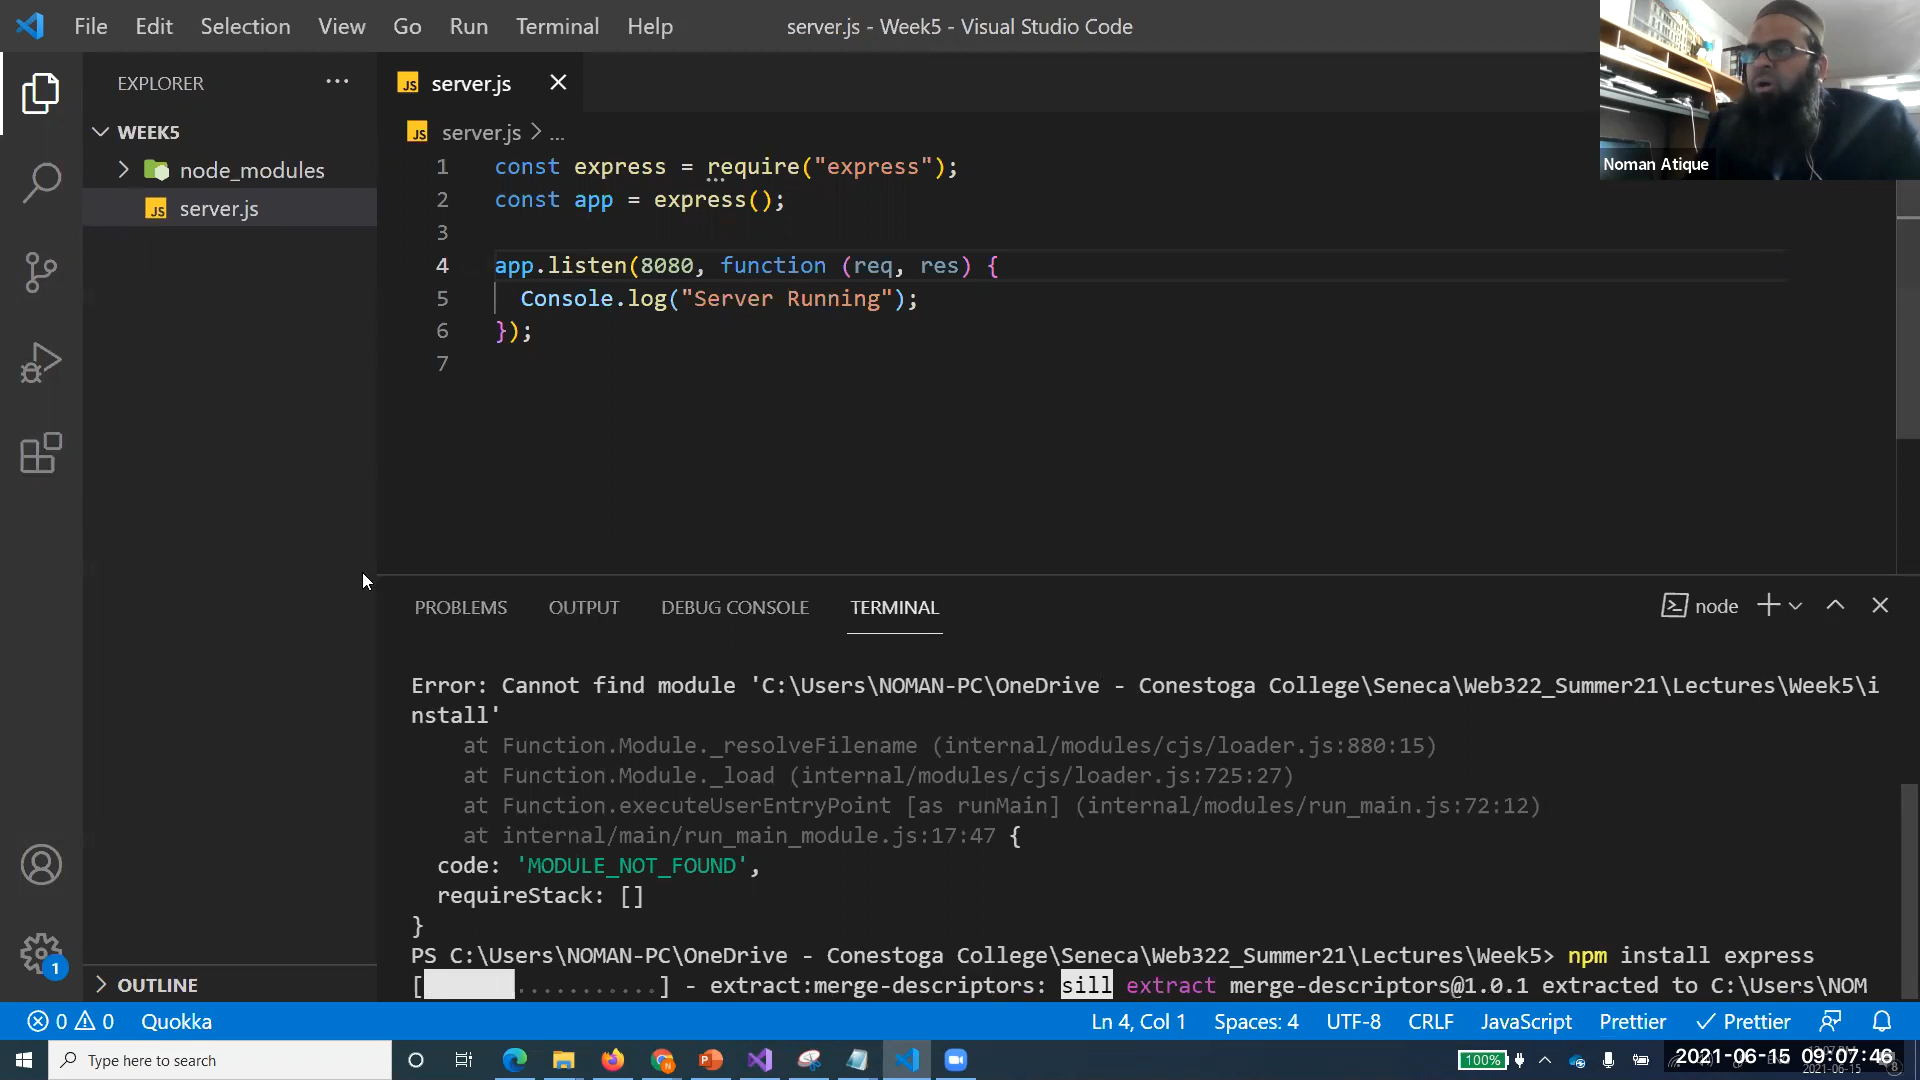 File Edit Selection View Go Run Terminal Help
server.js - Week5 - Visual Studio Code
Noman Atique
EXPLORER ···
WEEK5
node_modules
JS server.js
OUTLINE
JS server.js
JS server.js > ...
1 const express = require("express");
2 const app = express();
3
4 app.listen(8080, function (req, res) {
5 Console.log("Server Running");
6 });
7
PROBLEMS OUTPUT DEBUG CONSOLE TERMINAL
node
Error: Cannot find module 'C:\Users\NOMAN-PC\OneDrive - Conestoga College\Seneca\Web322_Summer21\Lectures\Week5\i
nstall'
at Function.Module._resolveFilename (internal/modules/cjs/loader.js:880:15)
at Function.Module._load (internal/modules/cjs/loader.js:725:27)
at Function.executeUserEntryPoint [as runMain] (internal/modules/run_main.js:72:12)
at internal/main/run_main_module.js:17:47 {
code: 'MODULE_NOT_FOUND',
requireStack: []
}
PS C:\Users\NOMAN-PC\OneDrive - Conestoga College\Seneca\Web322_Summer21\Lectures\Week5> npm install express
[ ...........] - extract:merge-descriptors: sill extract merge-descriptors@1.0.1 extracted to C:\Users\NOM
1
0 0 Quokka
Ln 4, Col 1 Spaces: 4 UTF-8 CRLF JavaScript Prettier Prettier
Type here to search
100%
2021-06-15 09:07:46
2021-06-15